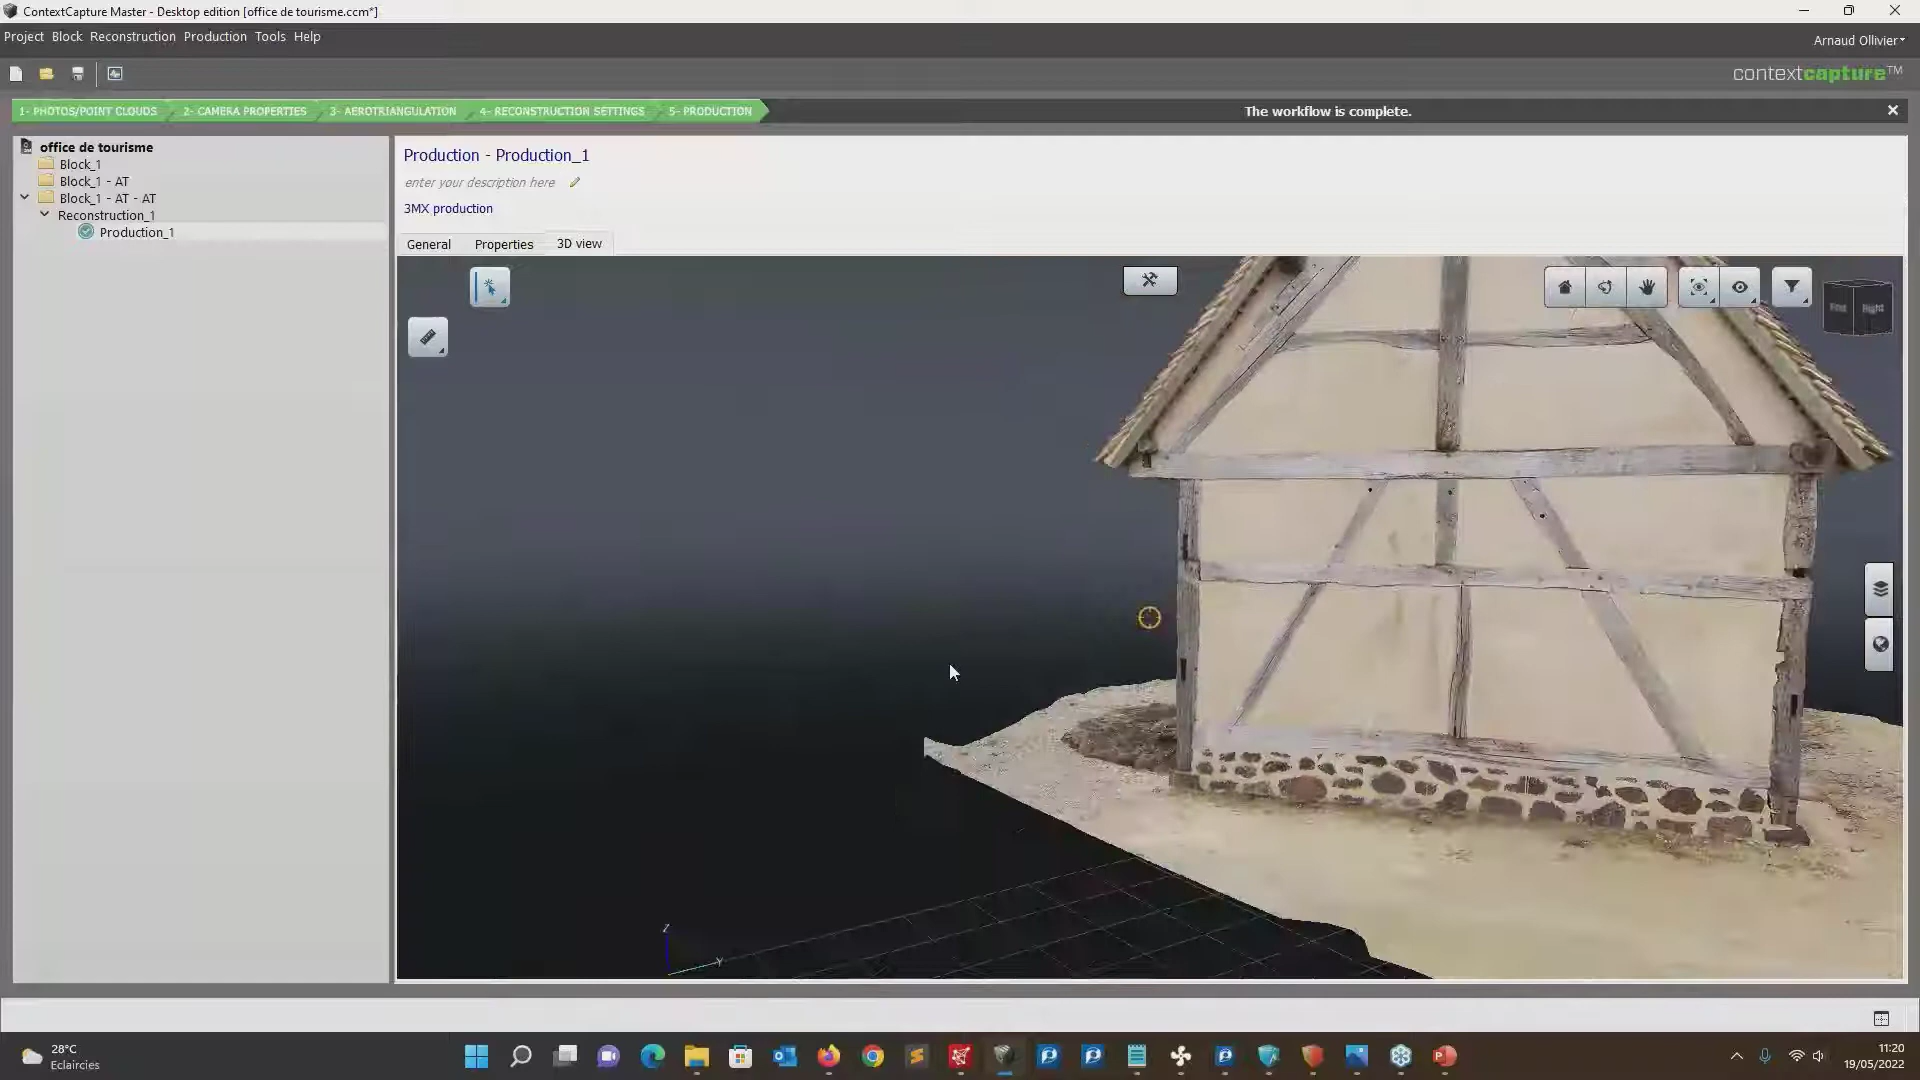 ContextCapture Master - Desktop edition [office de tourisme.ccm*]
Project Block Reconstruction Production Tools Help
Arnaud Ollivier
contextcapture™
1- PHOTOS/POINT CLOUDS 2- CAMERA PROPERTIES 3- AEROTRIANGULATION 4- RECONSTRUCTION SETTINGS 5- PRODUCTION The workflow is complete.
office de tourisme
Block_1
Block_1 - AT
Block_1 - AT - AT
Reconstruction_1
Production_1
Production - Production_1
enter your description here
3MX production
General Properties 3D view
Right
Z
Y
28°C
Eclaircies
11:20
19/05/2022